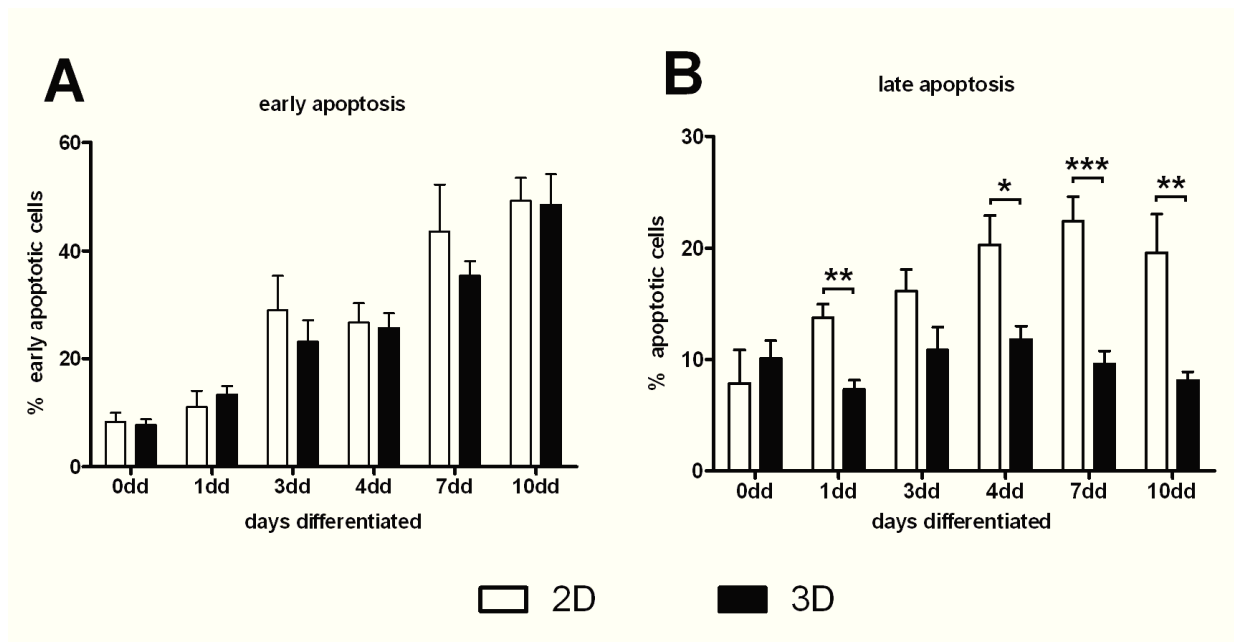 A
early apoptosis
60
40
20
0
% early apoptotic cells
0dd 1dd 3dd 4dd 7dd 10dd
days differentiated
B
late apoptosis
30
20
10
0
% apoptotic cells
** * *** **
0dd 1dd 3dd 4dd 7dd 10dd
days differentiated
2D 3D